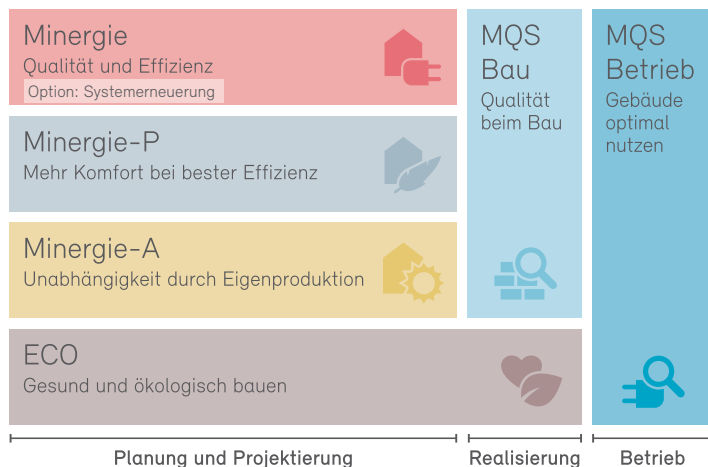 Minergie
Qualität und Effizienz
Option: Systemerneuerung
Minergie-P
Mehr Komfort bei bester Effizienz
Minergie-A
Unabhängigkeit durch Eigenproduktion
ECO
Gesund und ökologisch bauen
MQS
Bau
Qualität
beim Bau
MQS
Betrieb
Gebäude
optimal
nutzen
Planung und Projektierung
Realisierung
Betrieb